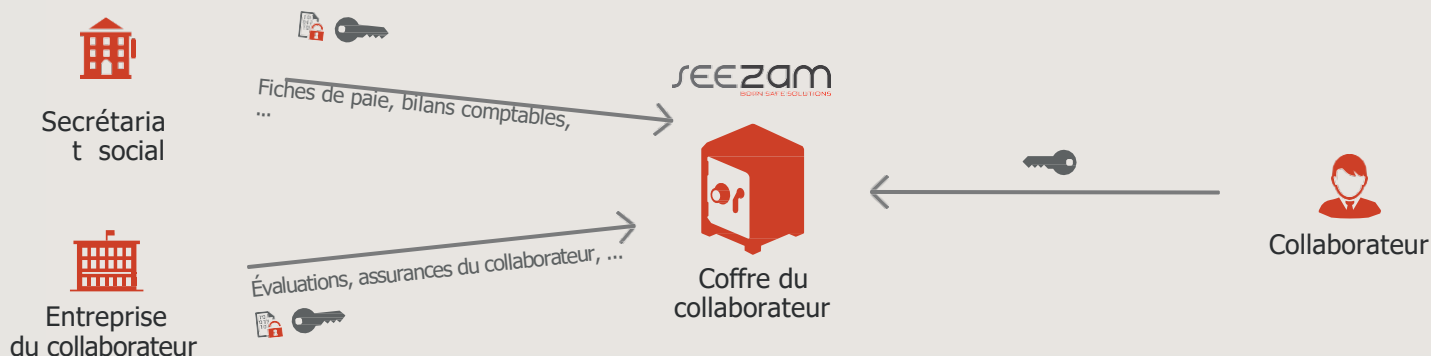 Secrétaria
t social
Fiches de paie, bilans comptables,
...
SEEZAM
BORN SAFE SOLUTIONS
Évaluations, assurances du collaborateur, ...
Entreprise
du collaborateur
Coffre du
collaborateur
Collaborateur